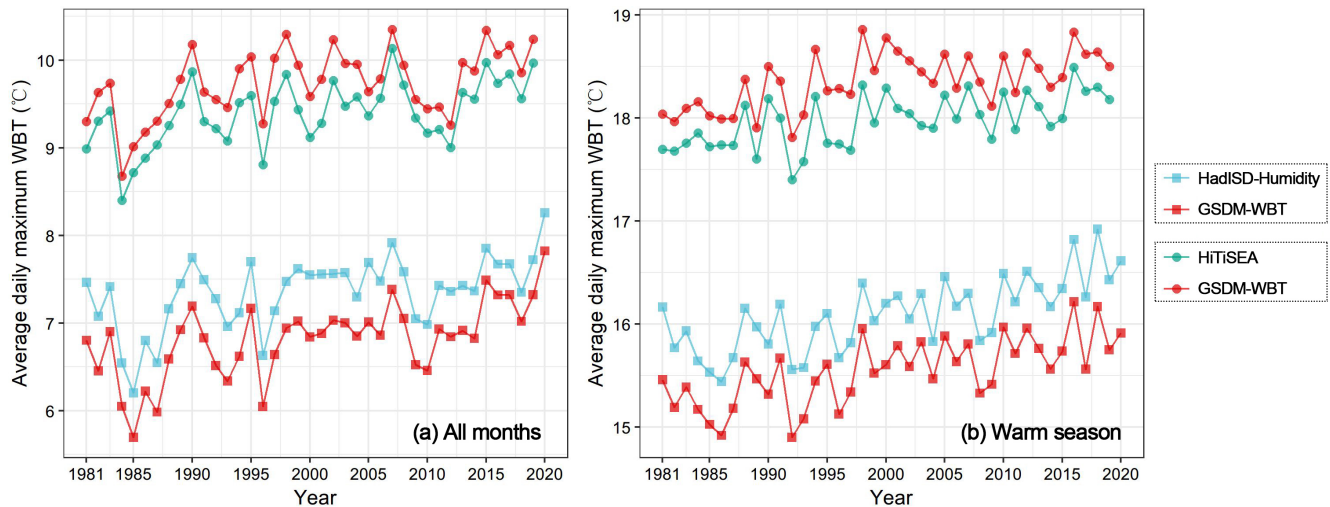 Average daily maximum WBT (℃)
10
9
8
7
6
(a) All months
1981
1985
1990
1995
2000
2005
2010
2015
2020
Year
Average daily maximum WBT (℃)
19
18
17
16
15
(b) Warm season
1981
1985
1990
1995
2000
2005
2010
2015
2020
Year
HadISD-Humidity
GSDM-WBT
HiTiSEA
GSDM-WBT